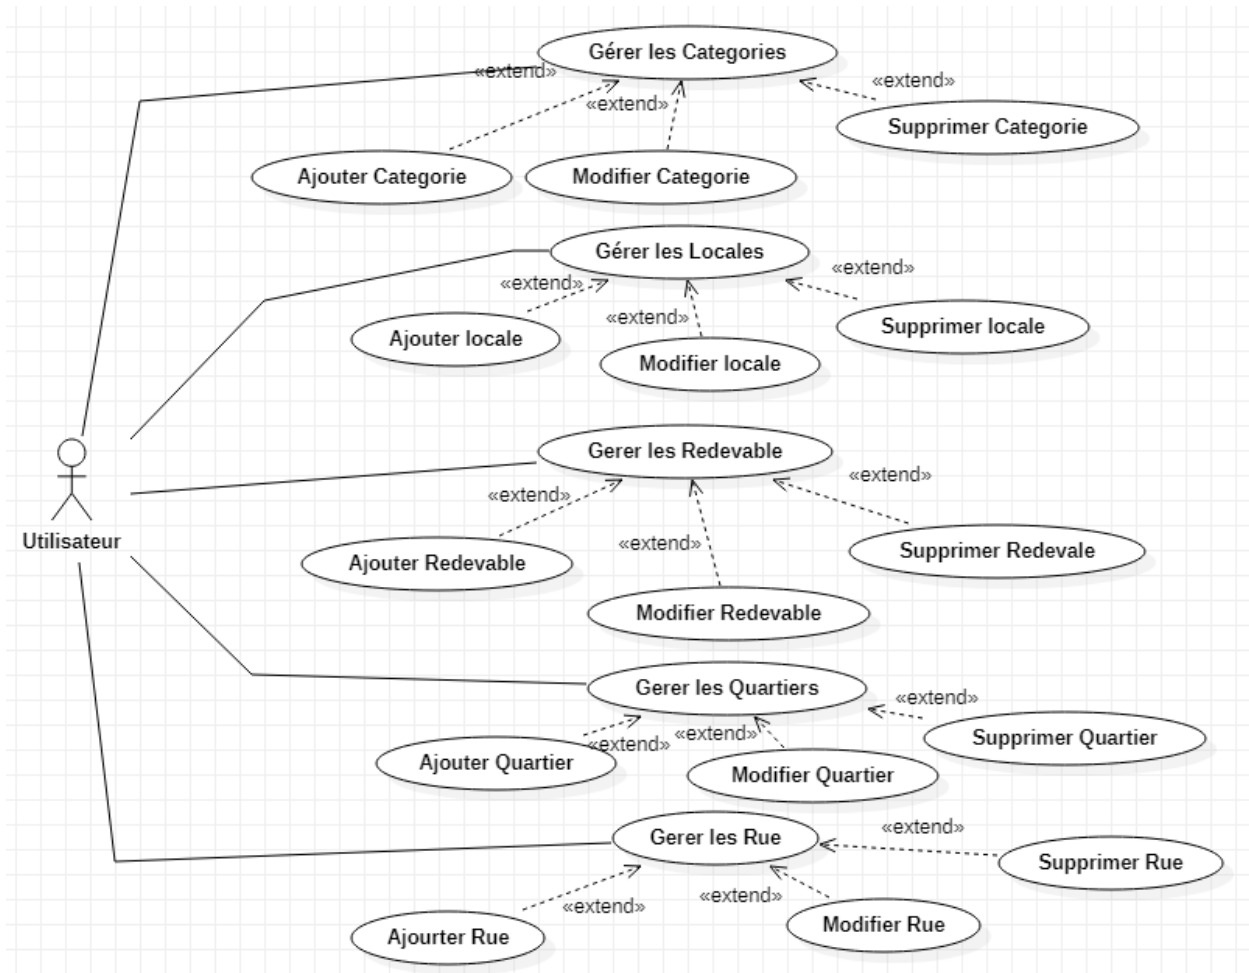 Gérer les Categories
«extend»
«extend»
«extend»
Supprimer Categorie
Ajouter Categorie
Modifier Categorie
Gérer les Locales
«extend»
«extend»
«extend»
Supprimer locale
Ajouter locale
Modifier locale
Gerer les Redevable
«extend»
«extend»
«extend»
Utilisateur
Supprimer Redevale
Ajouter Redevable
Modifier Redevable
Gerer les Quartiers
«extend»
«extend»
«extend»
Supprimer Quartier
Ajouter Quartier
Modifier Quartier
Gerer les Rue
«extend»
Supprimer Rue
«extend»
«extend»
Modifier Rue
Ajourter Rue